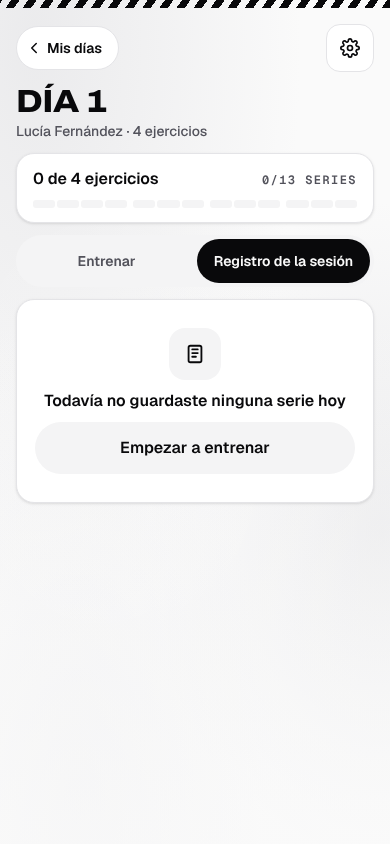 Mis días
DÍA 1
Lucía Fernández · 4 ejercicios
0 de 4 ejercicios
0/13 SERIES
Entrenar
Registro de la sesión
Todavía no guardaste ninguna serie hoy
Empezar a entrenar